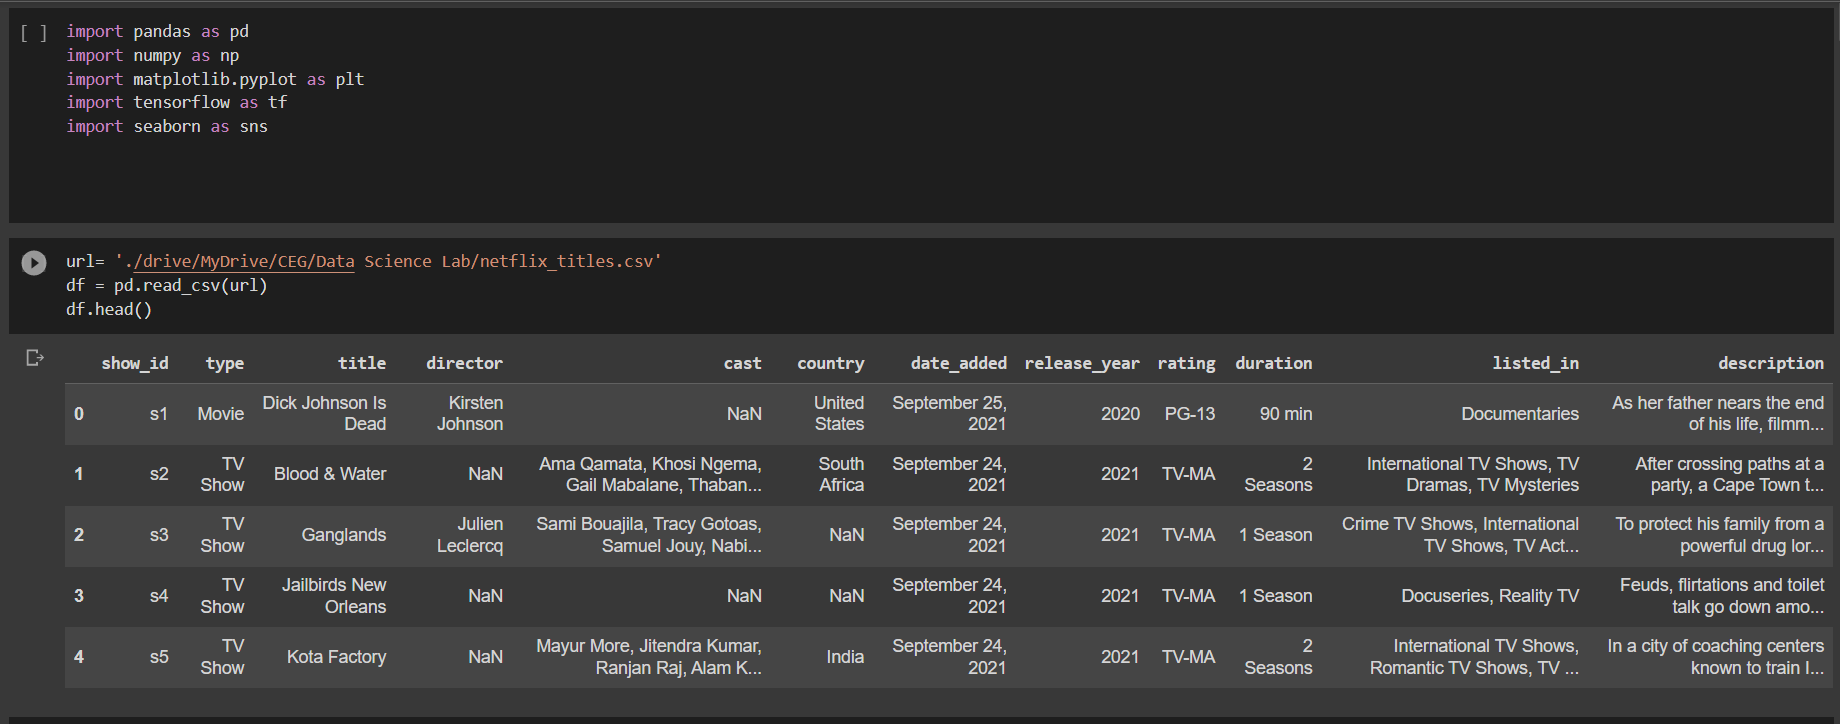 [ ] import pandas as pd
import numpy as np
import matplotlib.pyplot as plt
import tensorflow as tf
import seaborn as sns
url= './drive/MyDrive/CEG/Data Science Lab/netflix_titles.csv'
df = pd.read_csv(url)
df.head()
show_id type title director cast country date_added release_year rating duration listed_in description
0 s1 Movie Dick Johnson Is Dead Kirsten Johnson NaN United States September 25, 2021 2020 PG-13 90 min Documentaries As her father nears the end of his life, filmm...
1 s2 TV Show Blood & Water NaN Ama Qamata, Khosi Ngema, Gail Mabalane, Thaban... South Africa September 24, 2021 2021 TV-MA 2 Seasons International TV Shows, TV Dramas, TV Mysteries After crossing paths at a party, a Cape Town t...
2 s3 TV Show Ganglands Julien Leclercq Sami Bouajila, Tracy Gotoas, Samuel Jouy, Nabi... NaN September 24, 2021 2021 TV-MA 1 Season Crime TV Shows, International TV Shows, TV Act... To protect his family from a powerful drug lor...
3 s4 TV Show Jailbirds New Orleans NaN NaN NaN September 24, 2021 2021 TV-MA 1 Season Docuseries, Reality TV Feuds, flirtations and toilet talk go down amo...
4 s5 TV Show Kota Factory NaN Mayur More, Jitendra Kumar, Ranjan Raj, Alam K... India September 24, 2021 2021 TV-MA 2 Seasons International TV Shows, Romantic TV Shows, TV ... In a city of coaching centers known to train I...